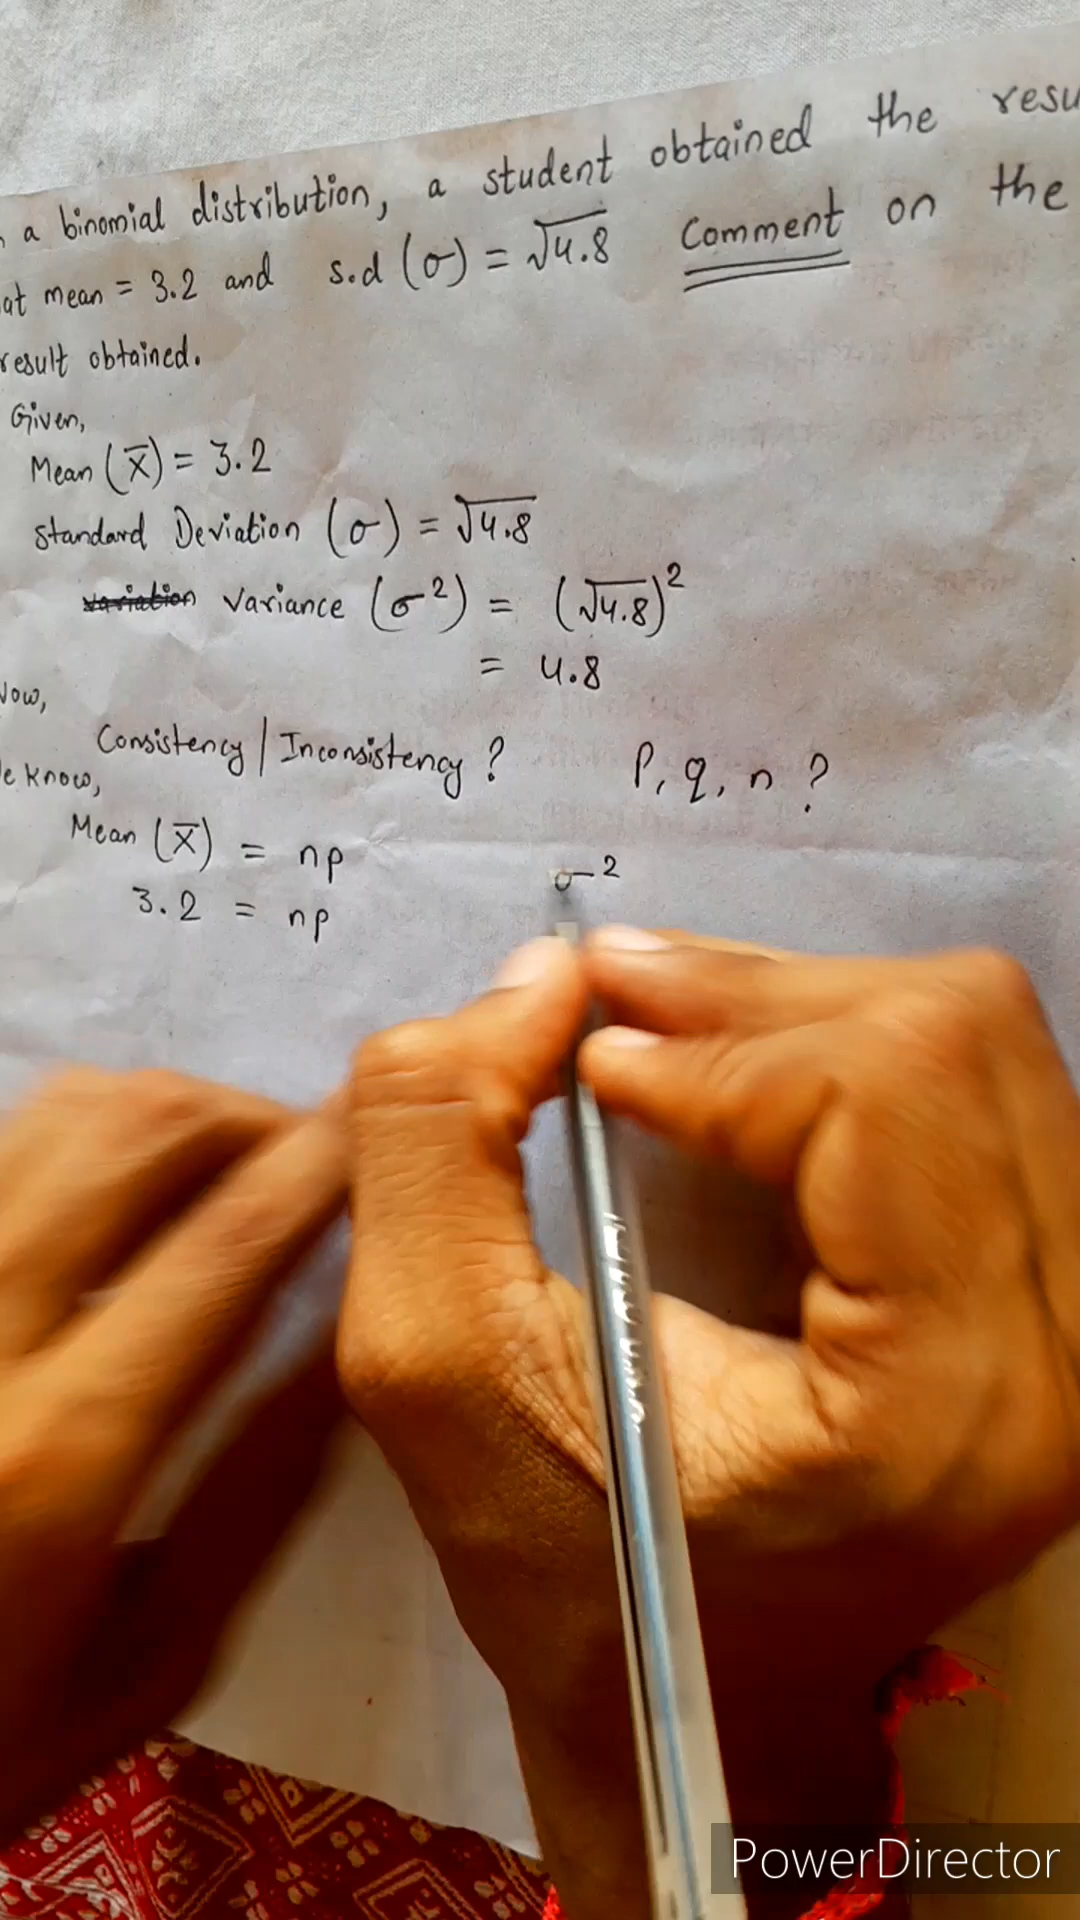 a binomial distribution, a student obtained the resu
at mean = 3.2 and s.d (σ) = √4.8 Comment on the
result obtained.
Given,
Mean (x̄) = 3.2
Standard Deviation (σ) = √4.8
variation Variance (σ²) = (√4.8)²
= 4.8
Now,
Consistency / Inconsistency ? P, q, n ?
e know,
Mean (x̄) = np
σ²
3.2 = np
PowerDirector